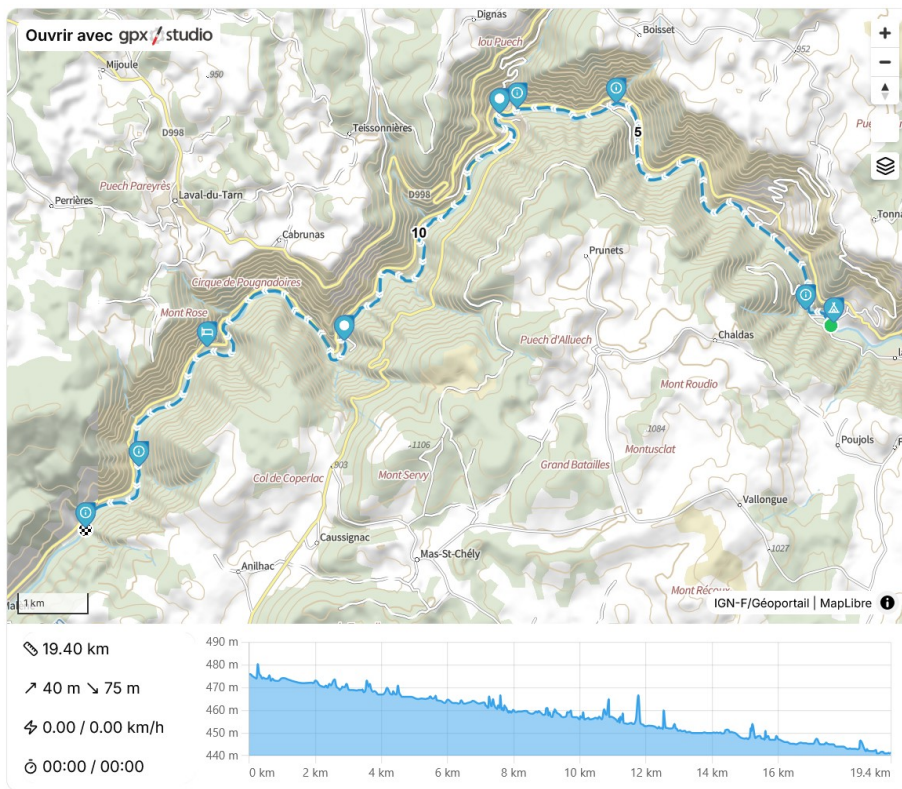 Dignas
Boisset
Ouvrir avec gpx studio
lou Puech
952
Mijoule
950
5
D998
Teissonnières
Puech Pareyrès
Laval-du-Tarn
D998
Perrières
Cabrunas
10
Prunets
Cirque de Pougnadoires
Mont Rose
Chaldas
Puech d'Alluech
Mont Roudio
1106
1084
Poujols
Montusclat
903
Mont Servy
Grand Batailles
Col de Coperlac
Vallongue
Caussignac
1027
Mas-St-Chély
Anilhac
1 km
IGN-F/Géoportail | MapLibre
19.40 km
40 m 75 m
0.00 / 0.00 km/h
00:00 / 00:00
490 m
480 m
470 m
460 m
450 m
440 m
0 km 2 km 4 km 6 km 8 km 10 km 12 km 14 km 16 km 19.4 km